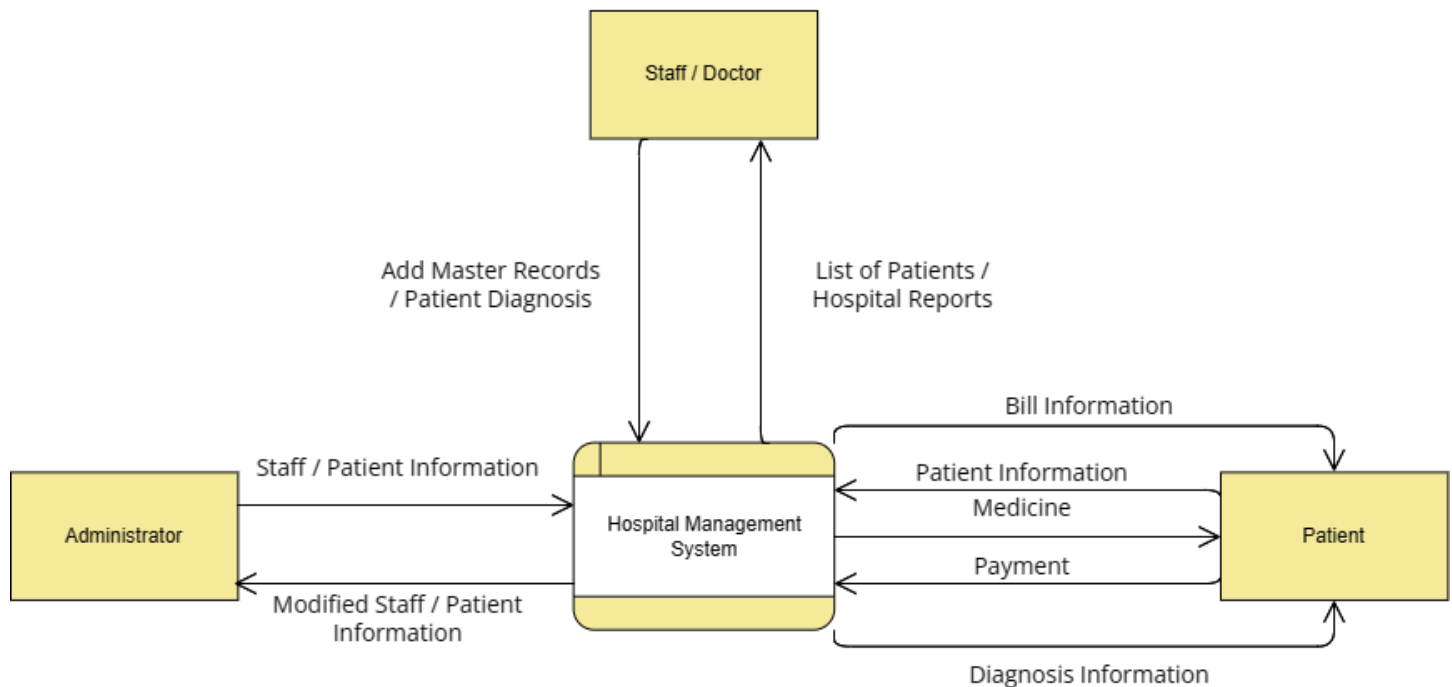 Staff / Doctor
Add Master Records
/ Patient Diagnosis
List of Patients /
Hospital Reports
Bill Information
Staff / Patient Information
Patient Information
Medicine
Administrator
Hospital Management
System
Patient
Payment
Modified Staff / Patient
Information
Diagnosis Information